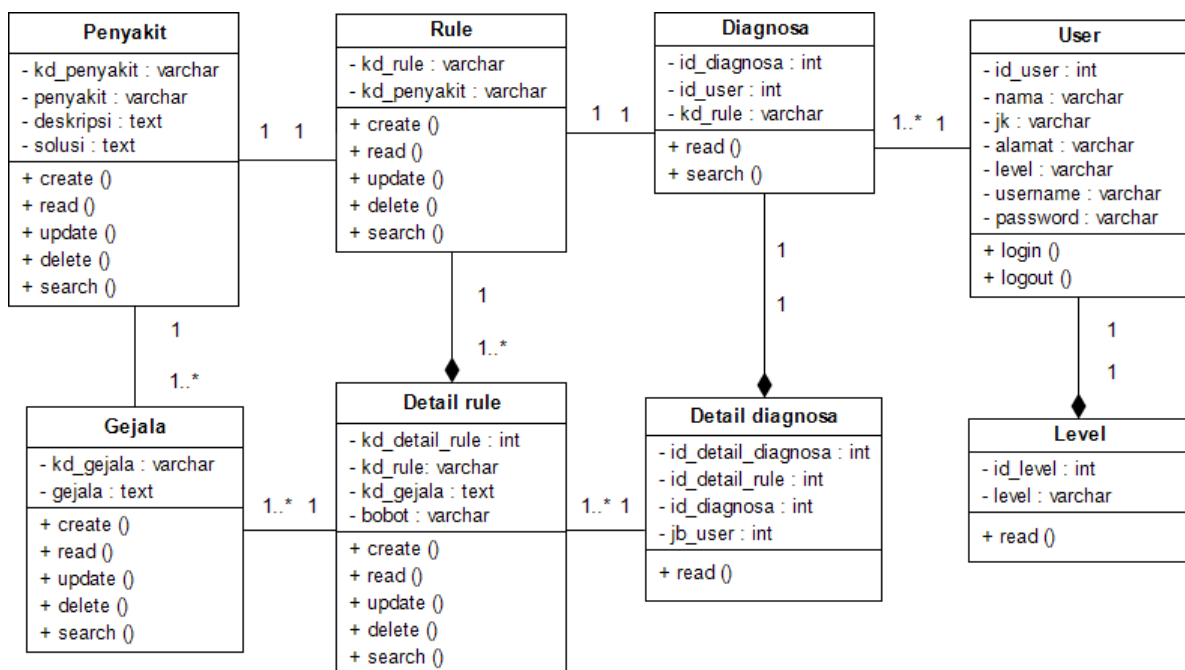 Penyakit
- kd_penyakit : varchar
- penyakit : varchar
- deskripsi : text
- solusi : text
+ create ()
+ read ()
+ update ()
+ delete ()
+ search ()
1 1
Rule
- kd_rule : varchar
- kd_penyakit : varchar
+ create ()
+ read ()
+ update ()
+ delete ()
+ search ()
1 1
Diagnosa
- id_diagnosa : int
- id_user : int
- kd_rule : varchar
+ read ()
+ search ()
1..* 1
User
- id_user : int
- nama : varchar
- jk : varchar
- alamat : varchar
- level : varchar
- username : varchar
- password : varchar
+ login ()
+ logout ()
1
1..*
1
1..*
1
1
1
1
Gejala
- kd_gejala : varchar
- gejala : text
+ create ()
+ read ()
+ update ()
+ delete ()
+ search ()
1..* 1
Detail rule
- kd_detail_rule : int
- kd_rule: varchar
- kd_gejala : text
- bobot : varchar
+ create ()
+ read ()
+ update ()
+ delete ()
+ search ()
1..* 1
Detail diagnosa
- id_detail_diagnosa : int
- id_detail_rule : int
- id_diagnosa : int
- jb_user : int
+ read ()
Level
- id_level : int
- level : varchar
+ read ()